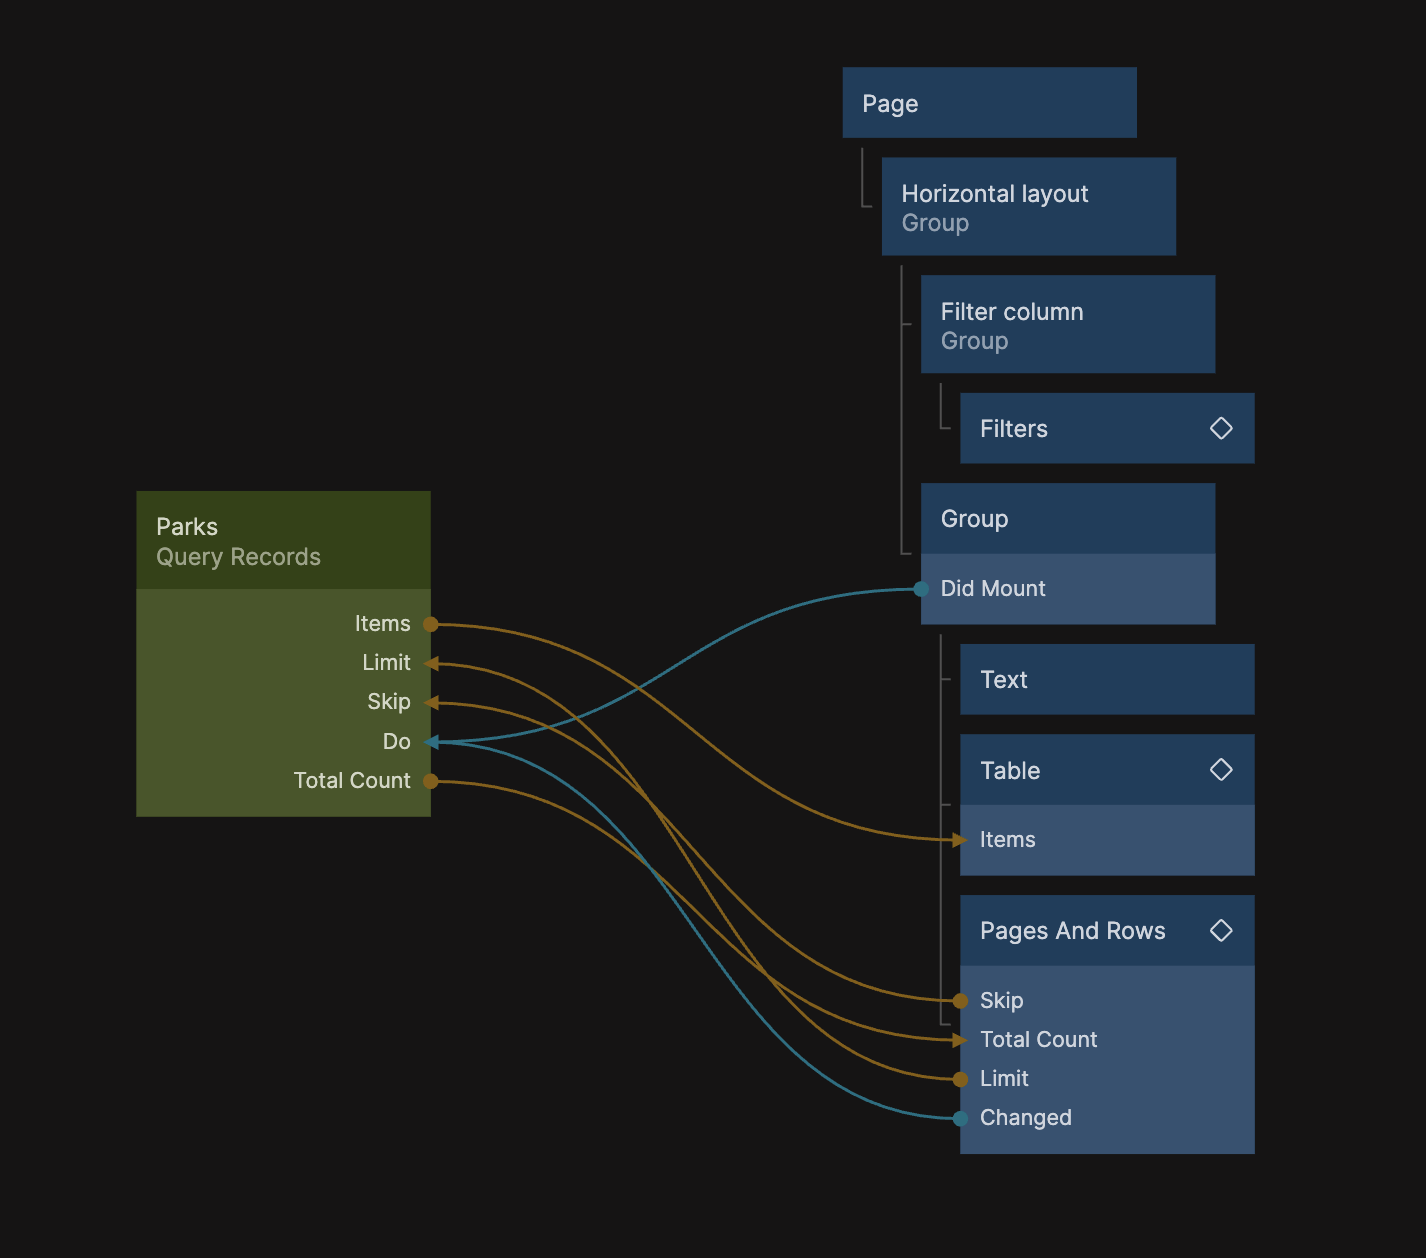 Page
Horizontal layout
Group
Filter column
Group
Filters
Group
Did Mount
Text
Table
Items
Pages And Rows
Skip
Total Count
Limit
Changed
Parks
Query Records
Items
Limit
Skip
Do
Total Count